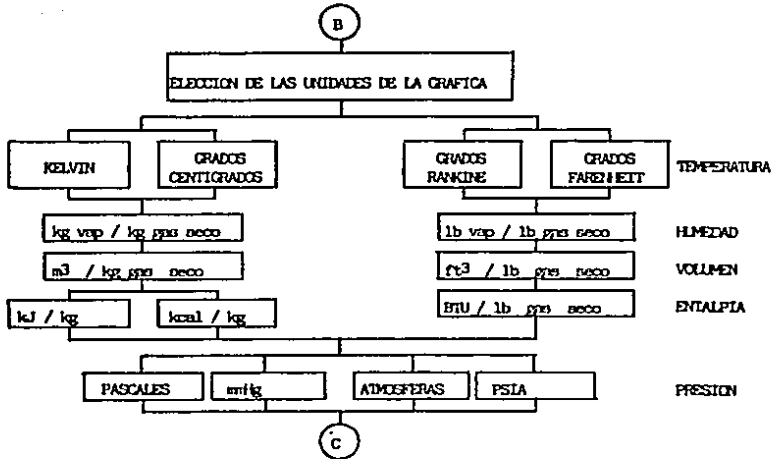 B
ELECCION DE LAS UNIDADES DE LA GRAFICA
KELVIN
GRADOS
CENTIGRADOS
GRADOS
RANKINE
GRADOS
FARENHEIT
TEMPERATURA
kg vap / kg gas seco
lb vap / lb gas seco
HUMEDAD
m3 / kg gas seco
ft3 / lb gas seco
VOLUMEN
kJ / kg
kcal / kg
BTU / lb gas seco
ENTALPIA
PASCALES
mmHg
ATMOSFERAS
PSIA
PRESION
C